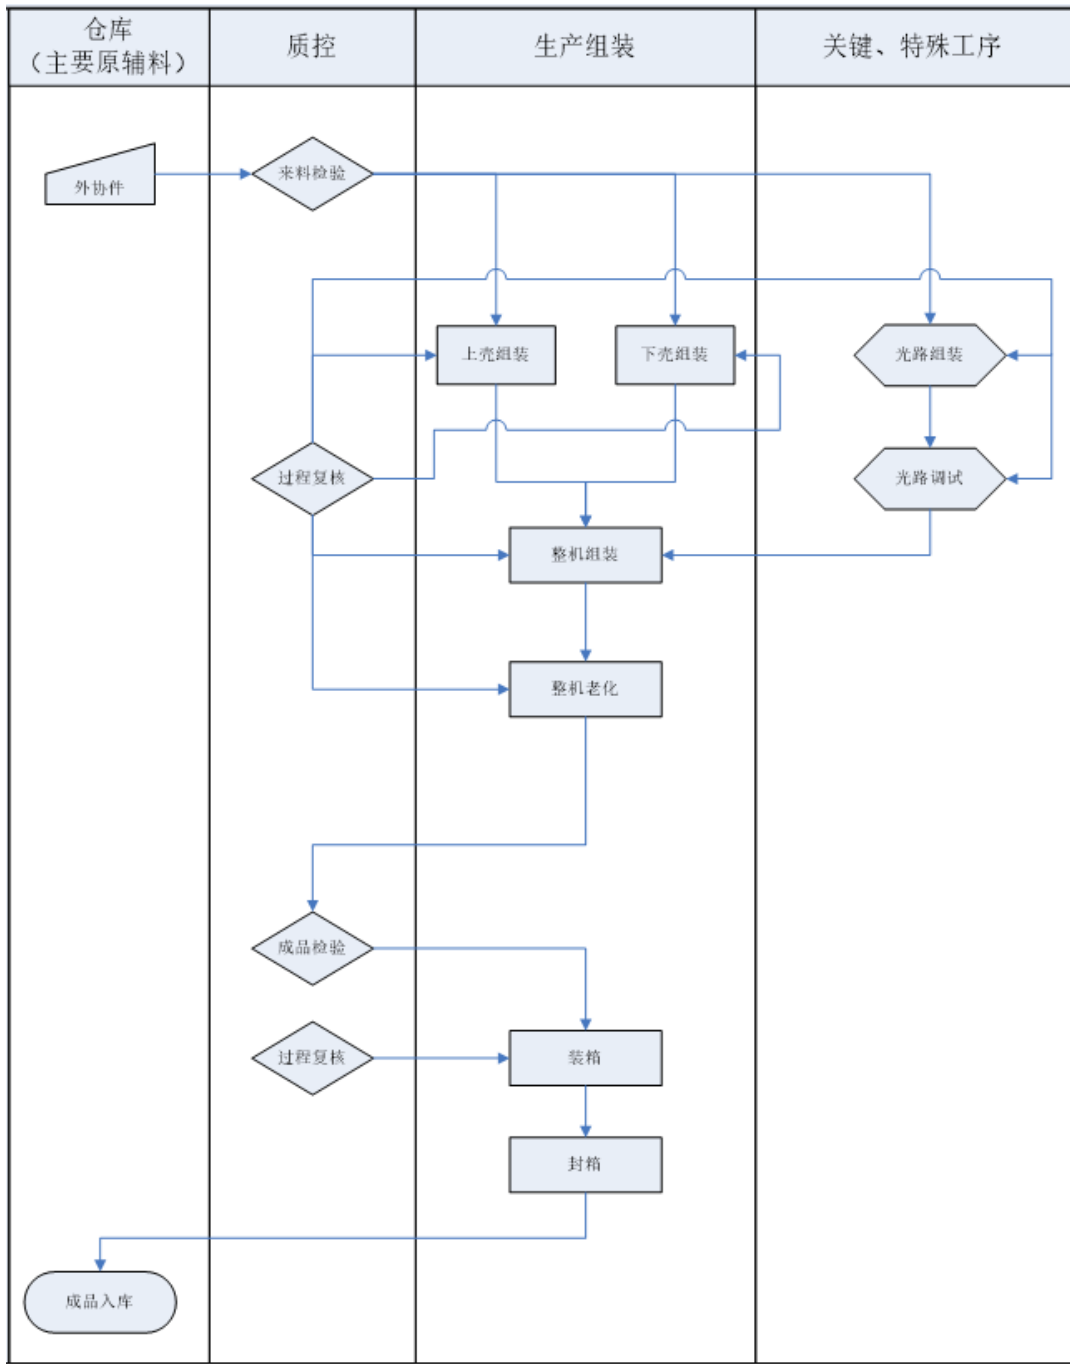 仓库
（主要原辅料）
质控
生产组装
关键、特殊工序
外协件
来料检验
上壳组装
下壳组装
光路组装
过程复核
光路调试
整机组装
整机老化
成品检验
过程复核
装箱
封箱
成品入库